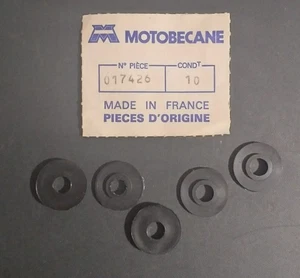 MOTOBECANE
N° PIÈCE
CONDT
017426
10
MADE IN FRANCE
PIECES D'ORIGINE